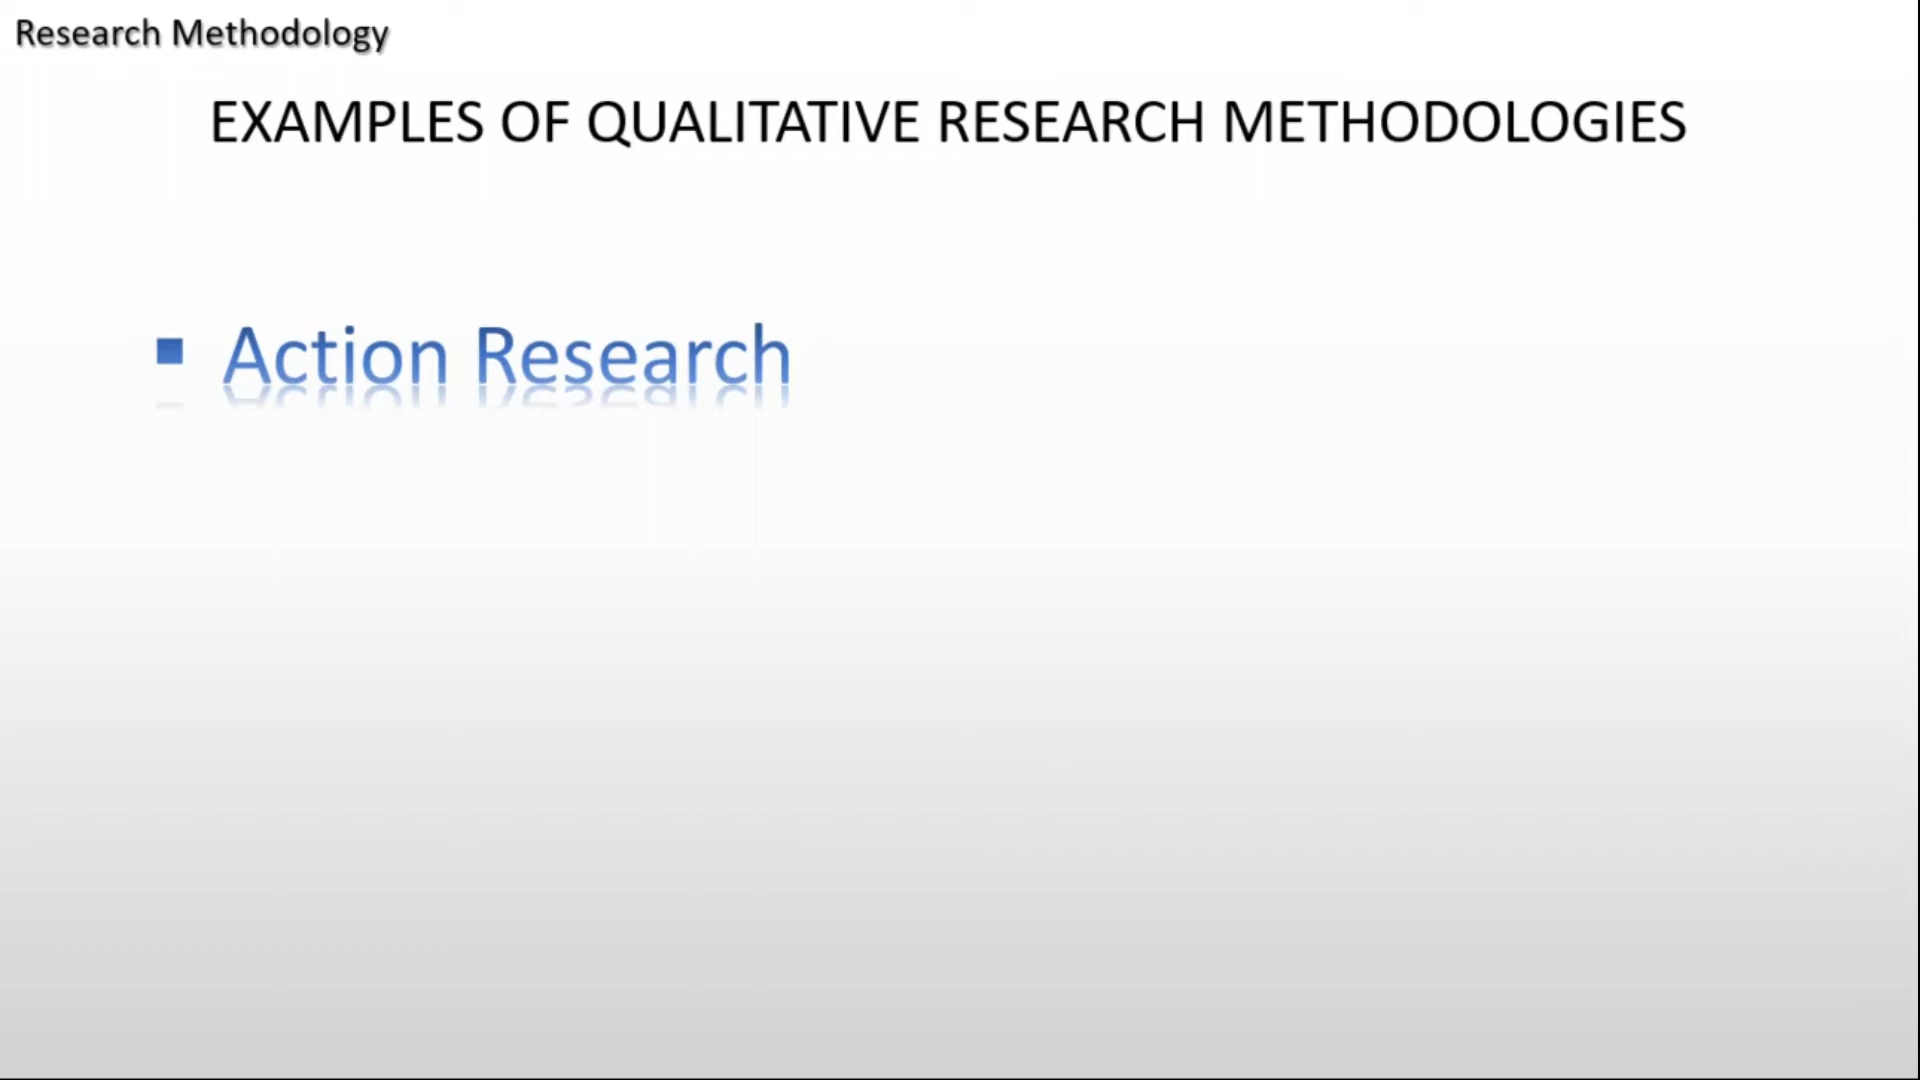 Research Methodology
EXAMPLES OF QUALITATIVE RESEARCH METHODOLOGIES
▪ Action Research